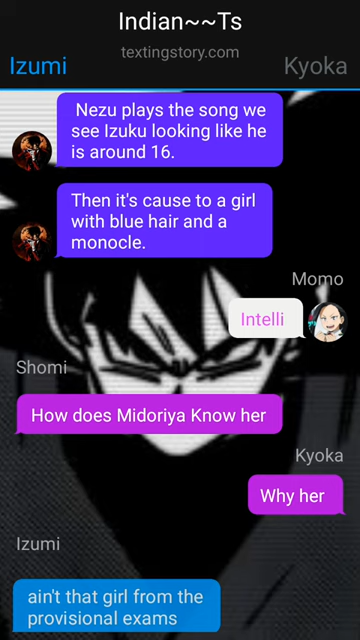 Indian~~Ts
textingstory.com
Izumi
Kyoka
Nezu plays the song we
see Izuku looking like he
is around 16.
Then it's cause to a girl
with blue hair and a
monocle.
Momo
Intelli
Shomi
How does Midoriya Know her
Kyoka
Why her
Izumi
ain't that girl from the
provisional exams